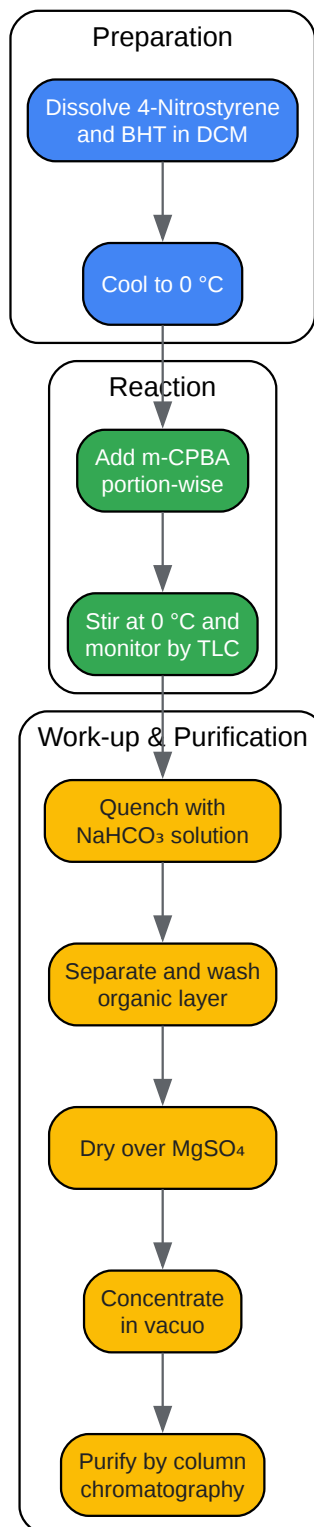 Preparation
Dissolve 4-Nitrostyrene
and BHT in DCM
Cool to 0 °C
Reaction
Add m-CPBA
portion-wise
Stir at 0 °C and
monitor by TLC
Work-up & Purification
Quench with
NaHCO₃ solution
Separate and wash
organic layer
Dry over MgSO₄
Concentrate
in vacuo
Purify by column
chromatography